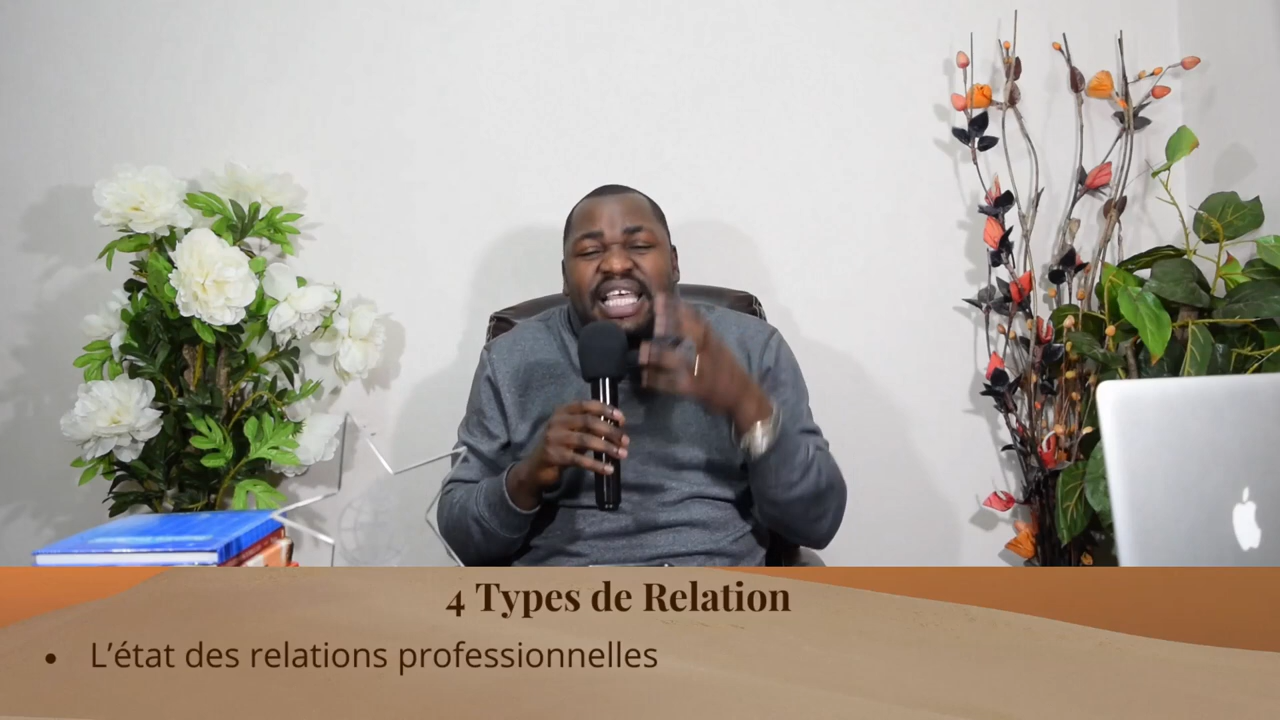 4 Types de Relation
• L’état des relations professionnelles